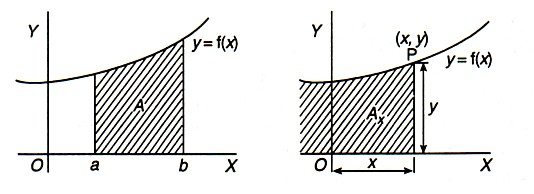 Y
y = f(x)
A
O
a
b
X
Y
(x, y)
P
y = f(x)
Aₓ
y
O
x
X